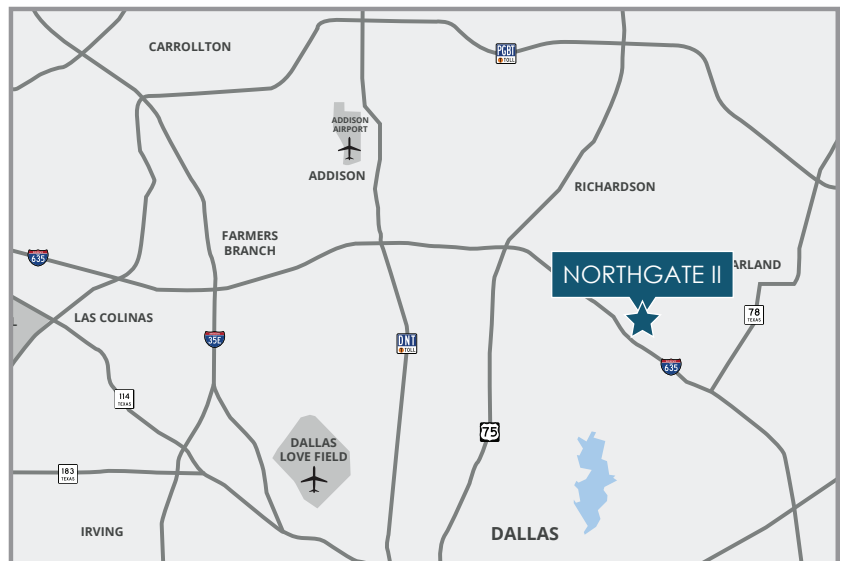 CARROLLTON
PGBT
TOLL
ADDISON
AIRPORT
ADDISON
RICHARDSON
FARMERS
BRANCH
635
NORTHGATE II
ARLAND
LAS COLINAS
L
78
TEXAS
35E
DNT
TOLL
635
114
TEXAS
75
DALLAS
LOVE FIELD
183
TEXAS
IRVING
DALLAS